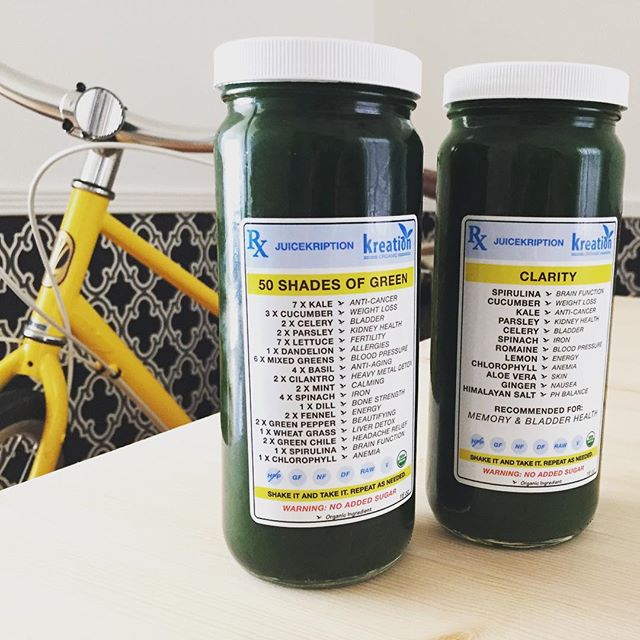 Rx JUICEKRIPTION kreation
ORGANIC
50 SHADES OF GREEN
7 X KALE ANTI-CANCER
3 X CUCUMBER WEIGHT LOSS
2 X CELERY BLADDER
2 X PARSLEY KIDNEY HEALTH
7 X LETTUCE FERTILITY
1 X DANDELION ALLERGIES
6 X MIXED GREENS BLOOD PRESSURE
4 X BASIL ANTI-AGING
2 X CILANTRO HEAVY METAL DETOX
2 X MINT CALMING
4 X SPINACH IRON
1 X DILL BONE STRENGTH
2 X FENNEL ENERGY
2 X GREEN PEPPER BEAUTIFYING
1 X WHEAT GRASS LIVER DETOX
2 X GREEN CHILE HEADACHE RELIEF
1 X SPIRULINA BRAIN FUNCTION
1 X CHLOROPHYLL ANEMIA
HPP GF NF DF RAW V
SHAKE IT AND TAKE IT. REPEAT AS NEEDED.
WARNING: NO ADDED SUGAR
Organic Ingredient
Rx JUICEKRIPTION kreation
ORGANIC
CLARITY
SPIRULINA BRAIN FUNCTION
CUCUMBER WEIGHT LOSS
KALE ANTI-CANCER
PARSLEY KIDNEY HEALTH
CELERY BLADDER
SPINACH IRON
ROMAINE BLOOD PRESSURE
LEMON ENERGY
CHLOROPHYLL ANEMIA
ALOE VERA SKIN
GINGER NAUSEA
HIMALAYAN SALT PH BALANCE
RECOMMENDED FOR:
MEMORY & BLADDER HEALTH
HPP GF NF DF RAW V
SHAKE IT AND TAKE IT. REPEAT AS NEEDED.
WARNING: NO ADDED SUGAR
Organic Ingredient